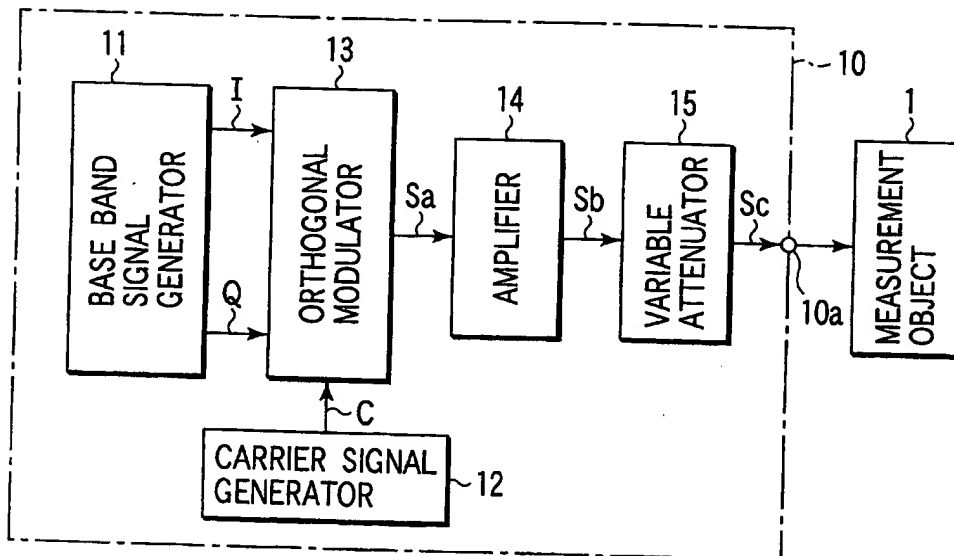 11
I
13
10
14
15
1
BASE BAND
SIGNAL
GENERATOR
ORTHOGONAL
MODULATOR
Sa
AMPLIFIER
Sb
VARIABLE
ATTENUATOR
Sc
10a
MEASUREMENT
OBJECT
Q
C
CARRIER SIGNAL
GENERATOR
12